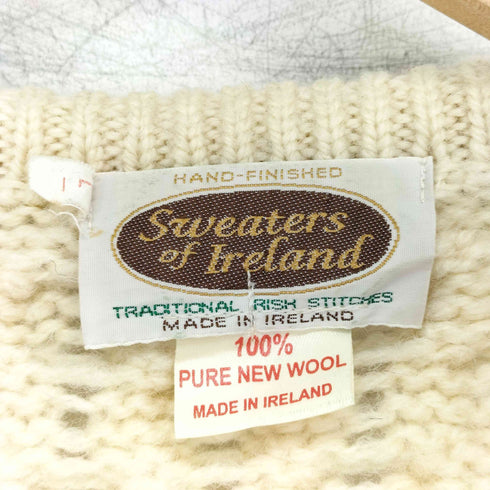 HAND-FINISHED
Sweaters
of Ireland
TRADITIONAL IRISH STITCHES
MADE IN IRELAND
100%
PURE NEW WOOL
MADE IN IRELAND